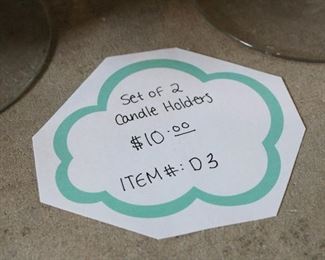 Set of 2
Candle Holders
$10.00
ITEM#: D3